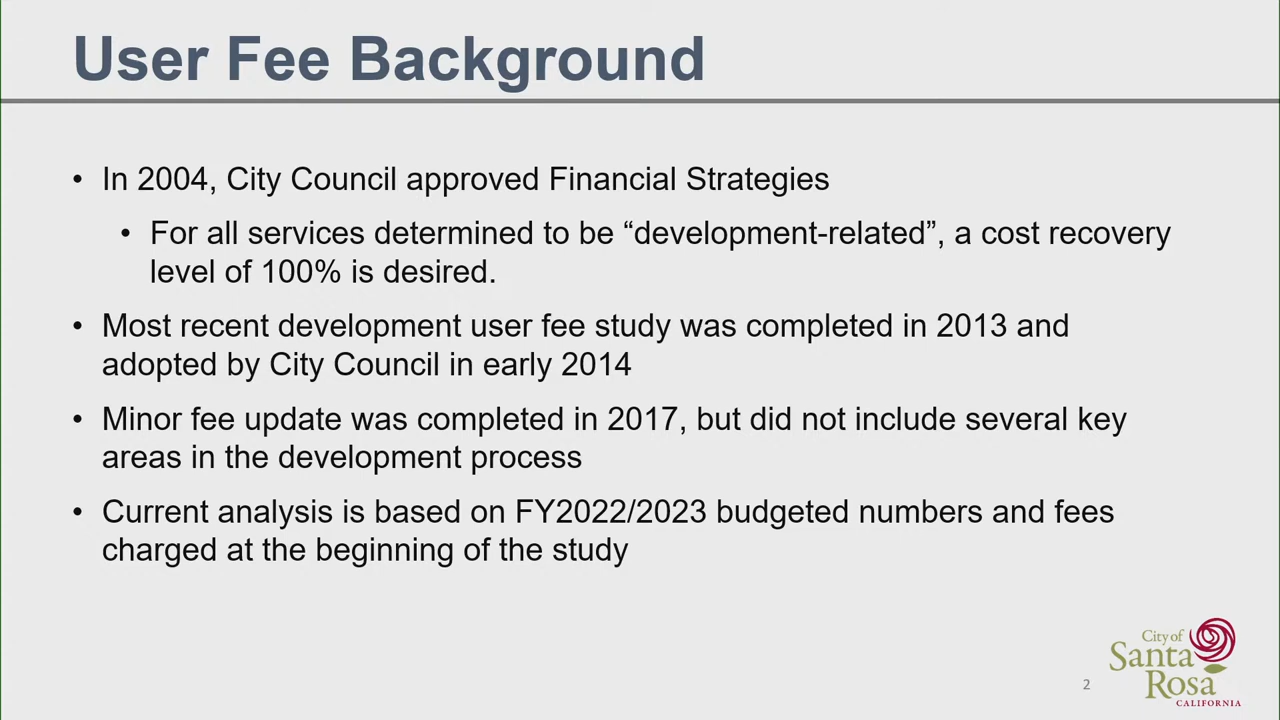 User Fee Background
• In 2004, City Council approved Financial Strategies
• For all services determined to be “development-related”, a cost recovery
level of 100% is desired.
• Most recent development user fee study was completed in 2013 and
adopted by City Council in early 2014
• Minor fee update was completed in 2017, but did not include several key
areas in the development process
• Current analysis is based on FY2022/2023 budgeted numbers and fees
charged at the beginning of the study
2
City of
Santa
Rosa
CALIFORNIA